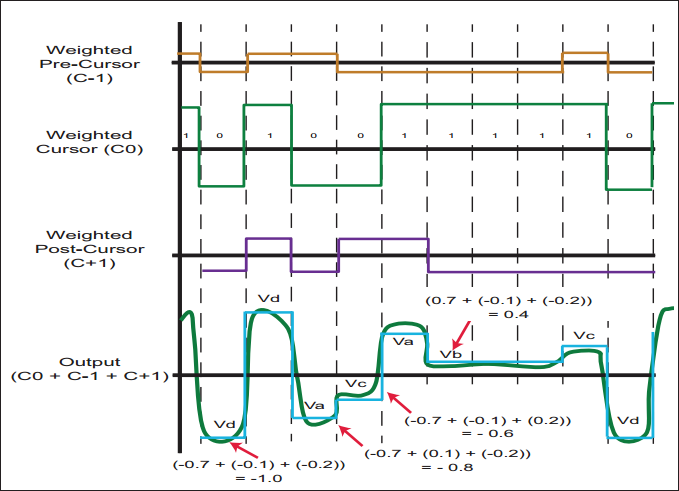 Weighted
Pre-Cursor
(C-1)
Weighted
Cursor (C0)
1 0 1 0 0 1 1 1 1 1 0
Weighted
Post-Cursor
(C+1)
(0.7 + (-0.1) + (-0.2))
= 0.4
Vd
Va
Vb
Vc
Output
(C0 + C-1 + C+1)
Vc
Va
Vd
Vd
(-0.7 + (-0.1) + (0.2))
= - 0.6
(-0.7 + (0.1) + (-0.2))
= - 0.8
(-0.7 + (-0.1) + (-0.2))
= -1.0